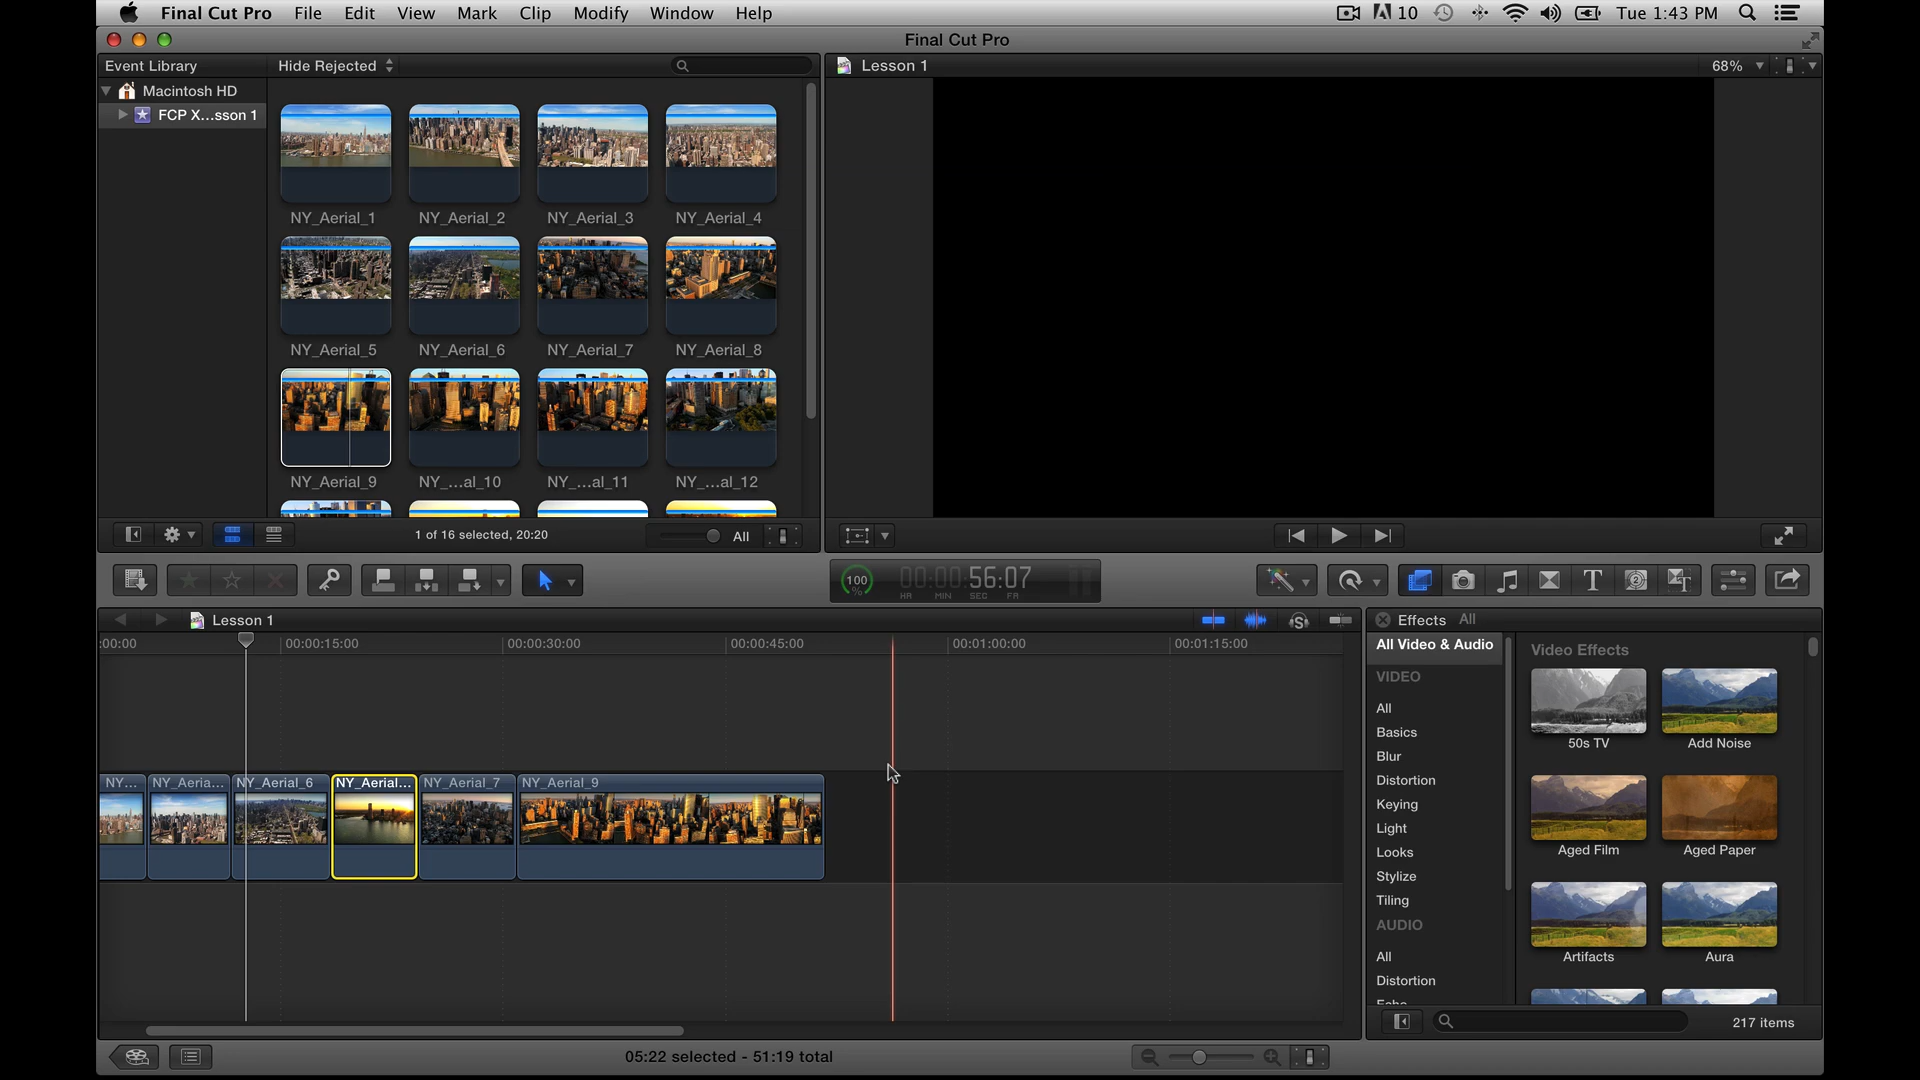 Final Cut Pro File Edit View Mark Clip Modify Window Help 10 Tue 1:43 PM
Final Cut Pro
Event Library Hide Rejected
Macintosh HD
FCP X...sson 1
Lesson 1 68%
NY_Aerial_1 NY_Aerial_2 NY_Aerial_3 NY_Aerial_4
NY_Aerial_5 NY_Aerial_6 NY_Aerial_7 NY_Aerial_8
NY_Aerial_9 NY_...al_10 NY_...al_11 NY_...al_12
1 of 16 selected, 20:20 All
100 % 00:00:56:07
HR MIN SEC FR
Lesson 1
:00:00 00:00:15:00 00:00:30:00 00:00:45:00 00:01:00:00 00:01:15:00
NY... NY_Aeria... NY_Aerial_6 NY_Aerial... NY_Aerial_7 NY_Aerial_9
05:22 selected - 51:19 total
Effects All
All Video & Audio
VIDEO
All
Basics
Blur
Distortion
Keying
Light
Looks
Stylize
Tiling
AUDIO
All
Distortion
Video Effects
50s TV Add Noise
Aged Film Aged Paper
Artifacts Aura
217 items